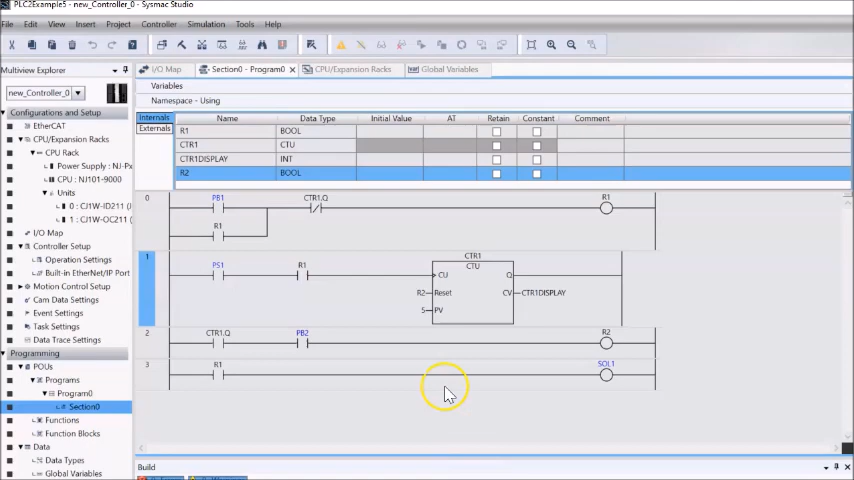 PLC2Example5 - new_Controller_0 - Sysmac Studio
File Edit View Insert Project Controller Simulation Tools Help
Multiview Explorer
I/O Map
Section0 - Program0
CPU/Expansion Racks
Global Variables
new_Controller_0
Variables
Namespace - Using
Configurations and Setup
EtherCAT
CPU/Expansion Racks
CPU Rack
Power Supply : NJ-Px
CPU : NJ101-9000
Units
0 : CJ1W-ID211 (J
1 : CJ1W-OC211 (
I/O Map
Controller Setup
Operation Settings
Built-in EtherNet/IP Port
Motion Control Setup
Cam Data Settings
Event Settings
Task Settings
Data Trace Settings
Programming
POUs
Programs
Program0
Section0
Functions
Function Blocks
Data
Data Types
Global Variables
Internals
Externals
Name Data Type Initial Value AT Retain Constant Comment
R1 BOOL
CTR1 CTU
CTR1DISPLAY INT
R2 BOOL
0 PB1 CTR1.Q R1
R1
1 PS1 R1 CTR1
CTU
CU Q
R2 Reset CV CTR1DISPLAY
5 PV
2 CTR1.Q PB2 R2
3 R1 SOL1
Build